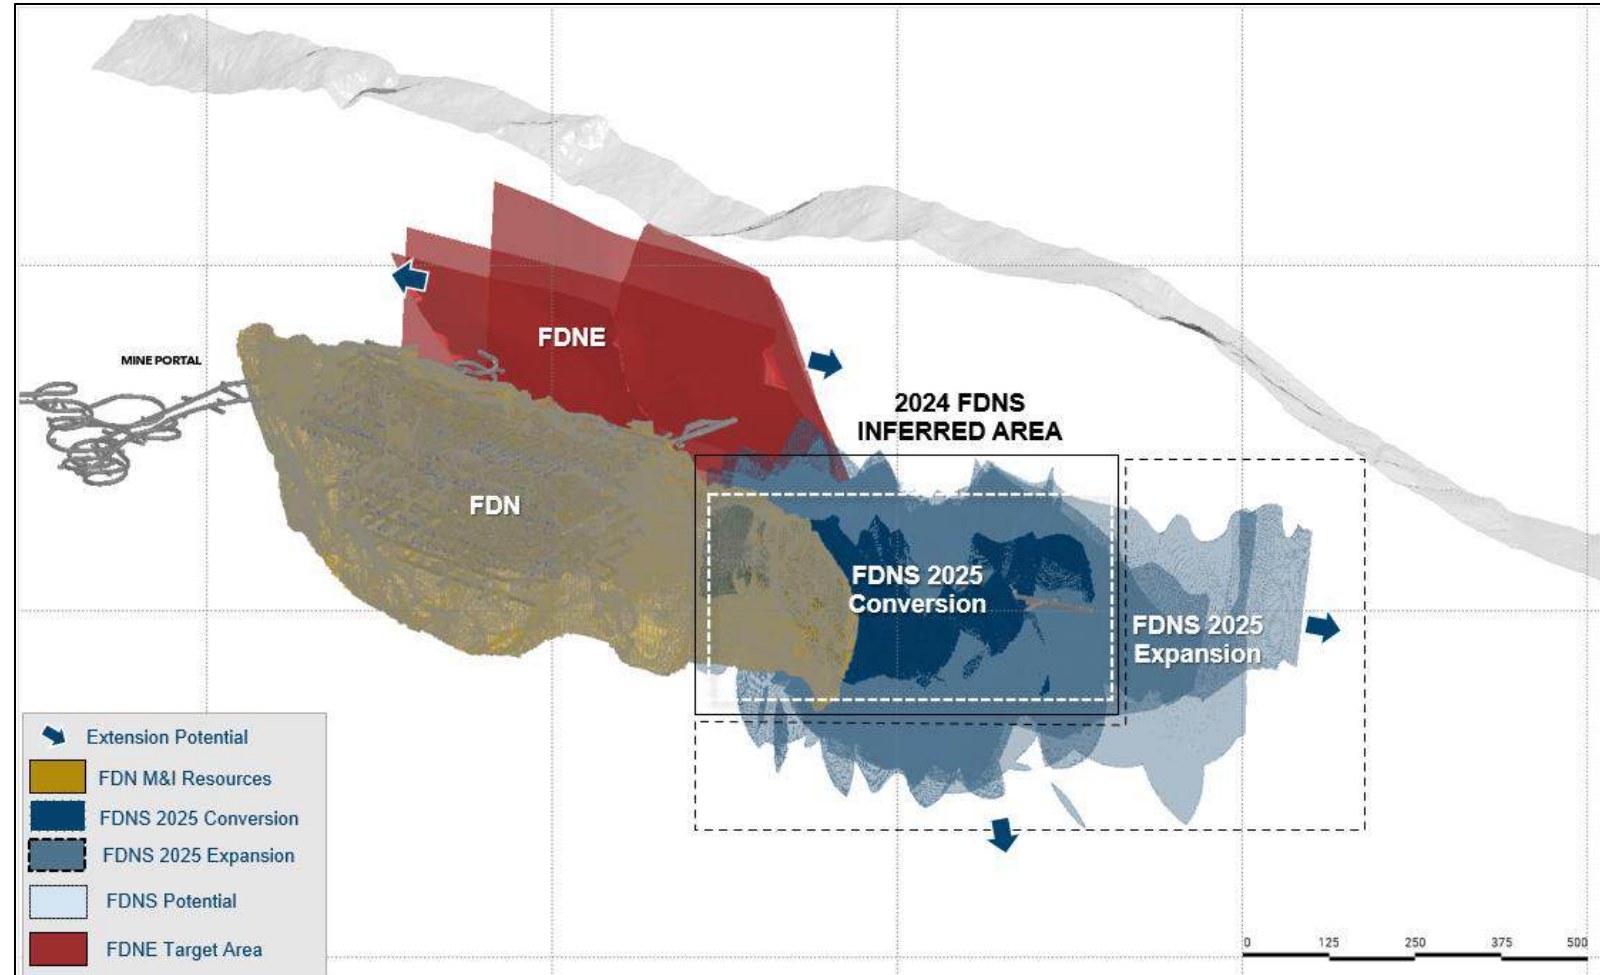 FDNE
MINE PORTAL
2024 FDNS
INFERRED AREA
FDN
FDNS 2025
Conversion
FDNS 2025
Expansion
Extension Potential
FDN M&I Resources
FDNS 2025 Conversion
FDNS 2025 Expansion
FDNS Potential
FDNE Target Area
0 125 250 375 500